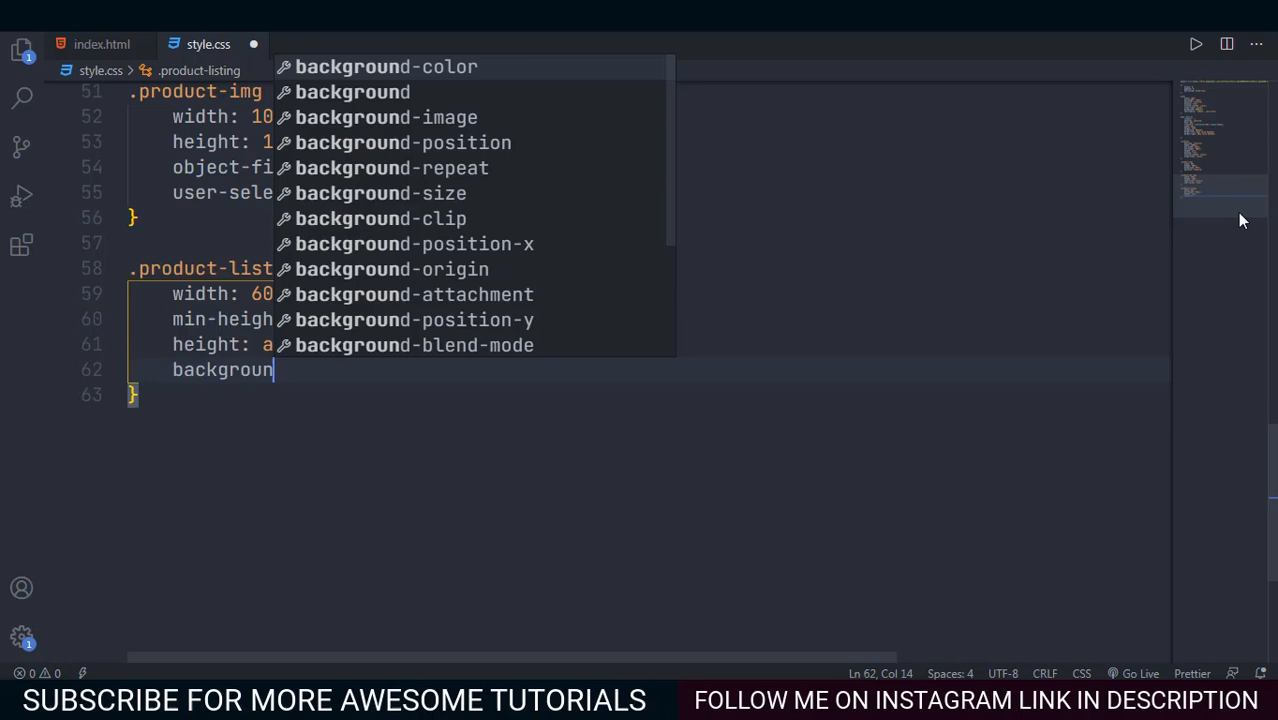 index.html style.css
style.css > .product-listing
51 .product-img
52 width: 10
53 height: 1
54 object-fi
55 user-sele
56 }
57
58 .product-list
59 width: 60
60 min-heigh
61 height: a
62 backgroun
63 }
background-color
background
background-image
background-position
background-repeat
background-size
background-clip
background-position-x
background-origin
background-attachment
background-position-y
background-blend-mode
1
1
0 0 Ln 62, Col 14 Spaces: 4 UTF-8 CRLF CSS Go Live Prettier
SUBSCRIBE FOR MORE AWESOME TUTORIALS FOLLOW ME ON INSTAGRAM LINK IN DESCRIPTION